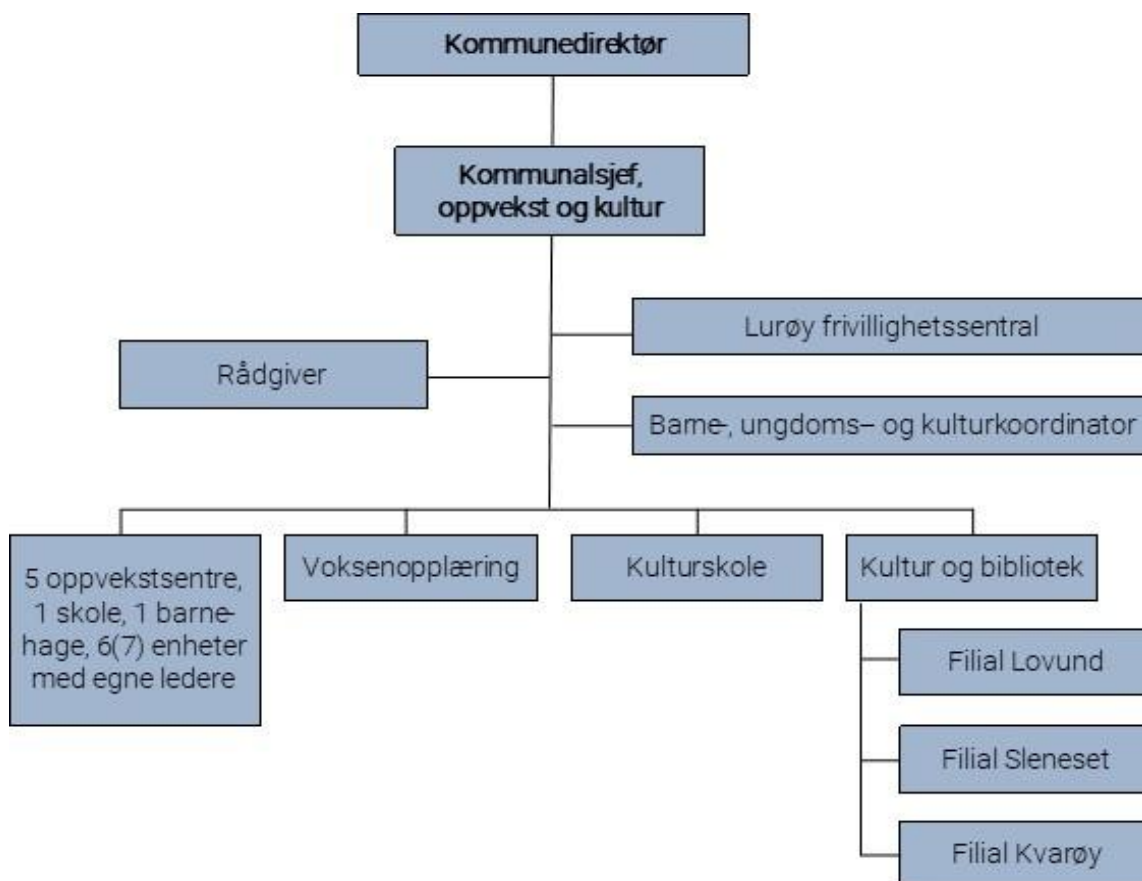 Kommunedirektør
Kommunalsjef,
oppvekst og kultur
Lurøy frivillighetssentral
Rådgiver
Barne-, ungdoms– og kulturkoordinator
5 oppvekstsentre,
1 skole, 1 barne-
hage, 6(7) enheter
med egne ledere
Voksenopplæring
Kulturskole
Kultur og bibliotek
Filial Lovund
Filial Sleneset
Filial Kvarøy